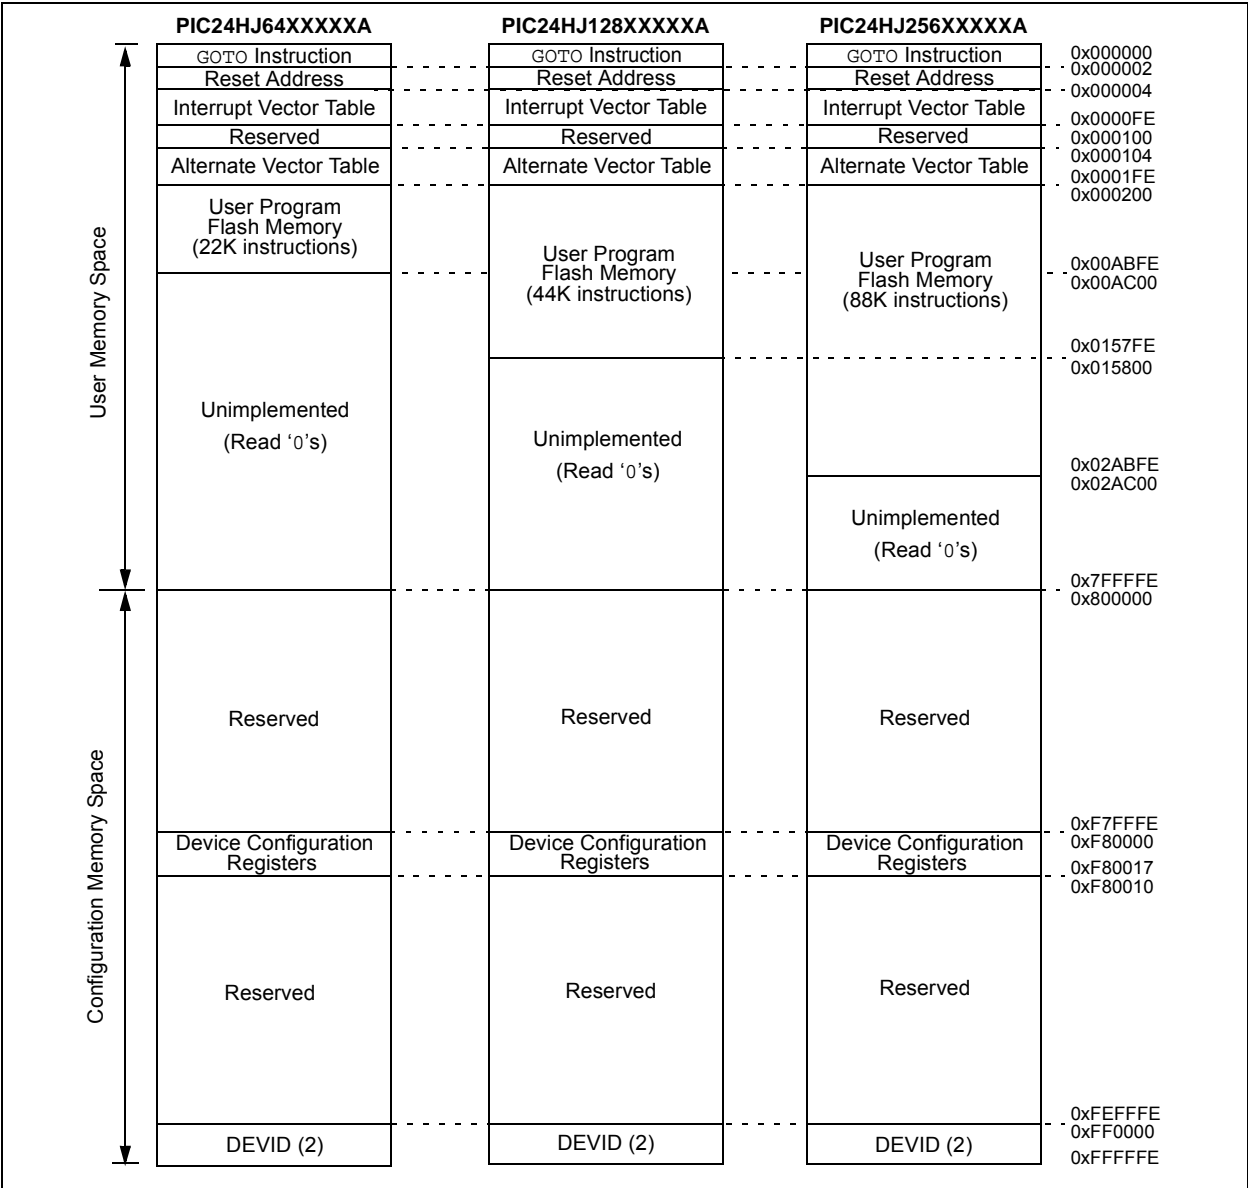 PIC24HJ64XXXXXA
PIC24HJ128XXXXXA
PIC24HJ256XXXXXA
GOTO Instruction
GOTO Instruction
GOTO Instruction
0x000000
Reset Address
Reset Address
Reset Address
0x000002
0x000004
Interrupt Vector Table
Interrupt Vector Table
Interrupt Vector Table
0x0000FE
Reserved
Reserved
Reserved
0x000100
0x000104
Alternate Vector Table
Alternate Vector Table
Alternate Vector Table
0x0001FE
0x000200
User Program
Flash Memory
(22K instructions)
User Program
Flash Memory
(44K instructions)
User Program
Flash Memory
(88K instructions)
0x00ABFE
0x00AC00
0x0157FE
0x015800
User Memory Space
Unimplemented
(Read ‘0’s)
Unimplemented
(Read ‘0’s)
0x02ABFE
0x02AC00
Unimplemented
(Read ‘0’s)
0x7FFFFE
0x800000
Reserved
Reserved
Reserved
Configuration Memory Space
0xF7FFFE
0xF80000
Device Configuration
Registers
Device Configuration
Registers
Device Configuration
Registers
0xF80017
0xF80010
Reserved
Reserved
Reserved
0xFEFFFE
0xFF0000
DEVID (2)
DEVID (2)
DEVID (2)
0xFFFFFE